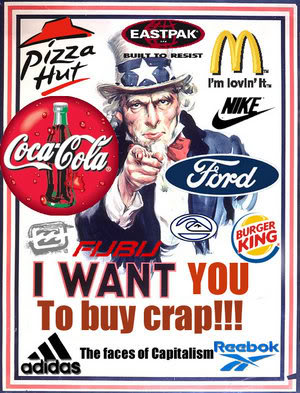 Pizza
Hut
EASTPAK
BUILT TO RESIST
i'm lovin' it
NIKE
Coca-Cola
Ford
BURGER
KING
FUBU
I WANT YOU
To buy crap!!!
adidas
The faces of Capitalism
Reebok